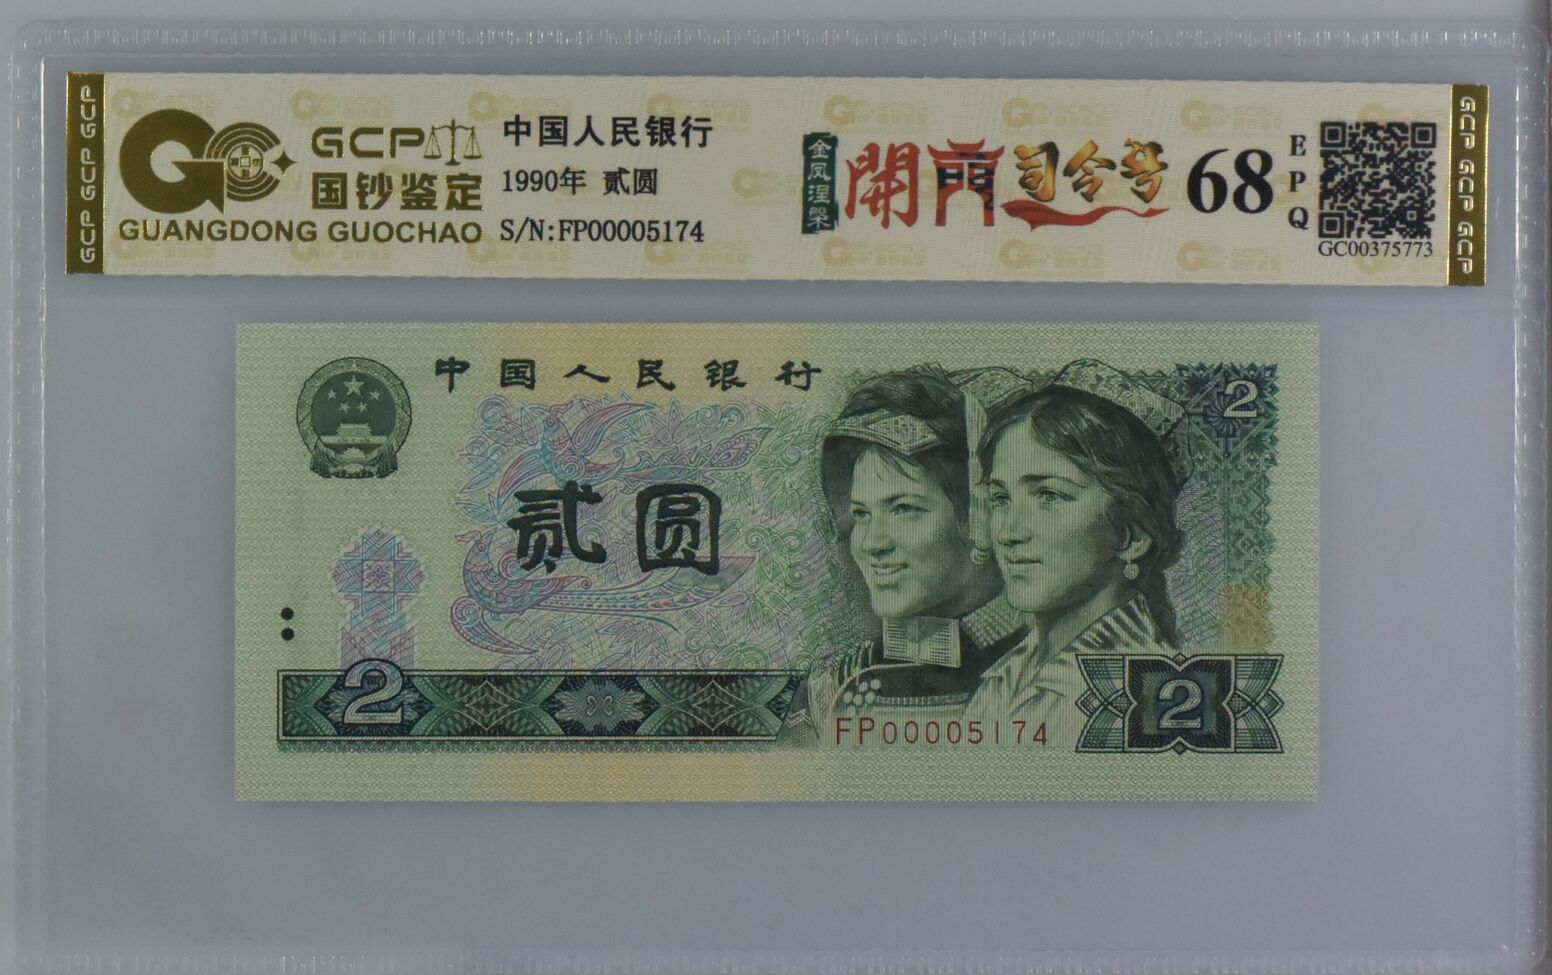 GCP GCP GCP
GCP
国钞鉴定
GUANGDONG GUOCHAO
中国人民银行
1990年 贰圆
S/N:FP00005174
金凤涅槃
開門司令号
68
EPQ
GC00375773
GCP GCP GCP
中国人民银行
2
贰圆
2
FP00005174
2